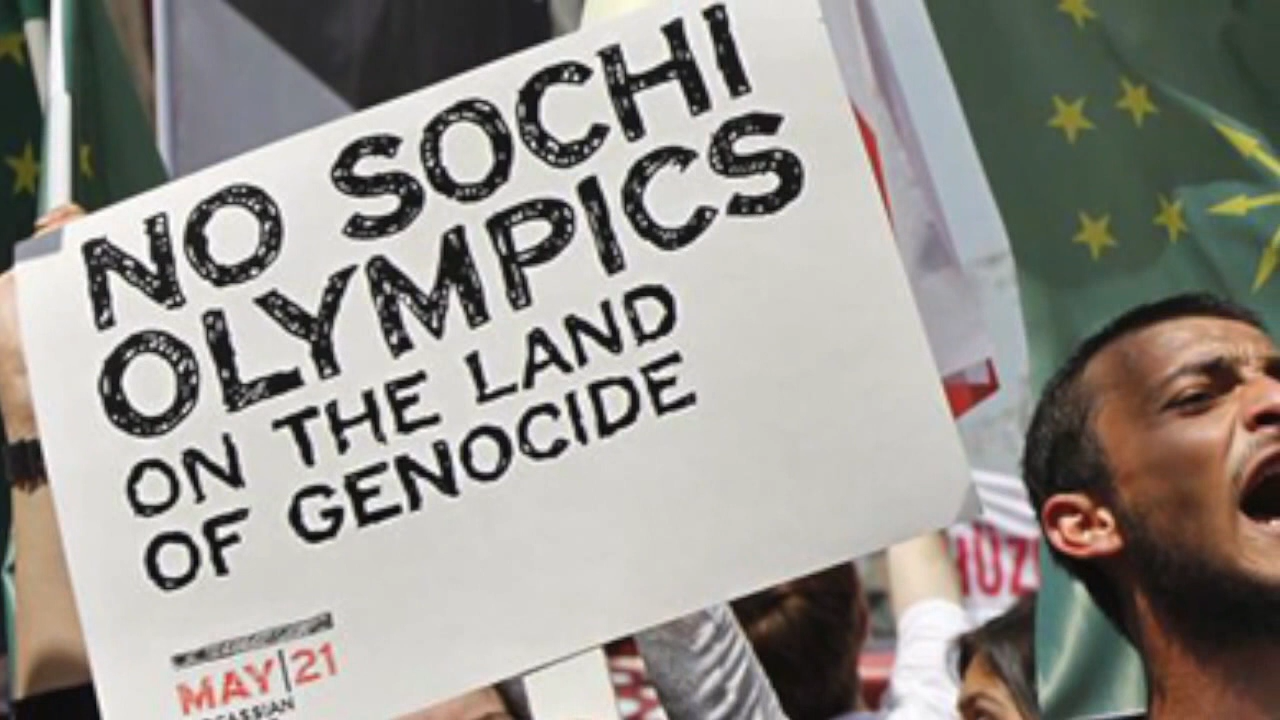 NO SOCHI
OLYMPICS
ON THE LAND
OF GENOCIDE
MAY|21